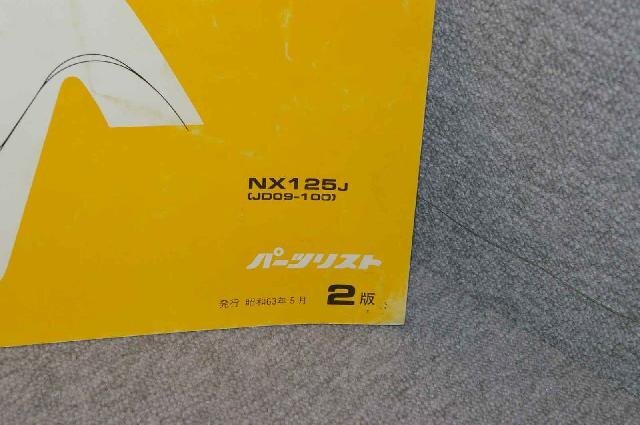 NX125J
(JD09-100)
パーツリスト
発行 昭和63年5月 2版